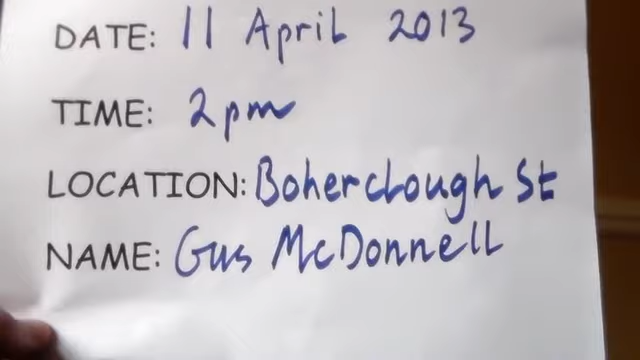 DATE: 11 April 2013
TIME: 2pm
LOCATION: Boherclough St
NAME: Gus McDonnell